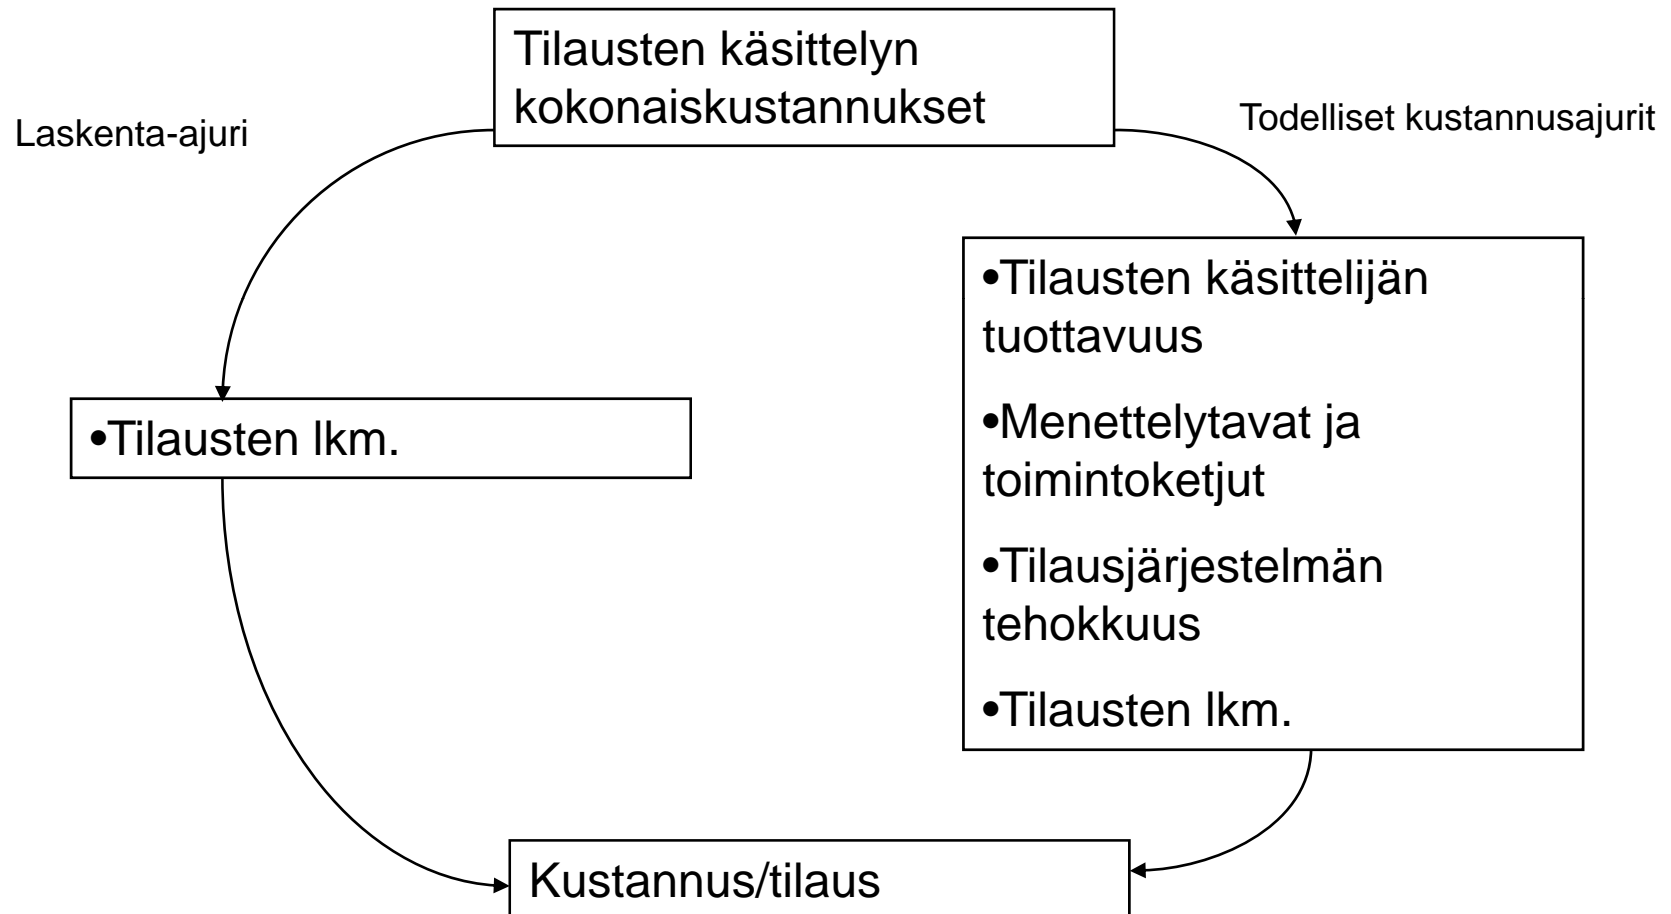 Tilausten käsittelyn
kokonaiskustannukset
Laskenta-ajuri
Todelliset kustannusajurit
•Tilausten lkm.
•Tilausten käsittelijän
tuottavuus
•Menettelytavat ja
toimintoketjut
•Tilausjärjestelmän
tehokkuus
•Tilausten lkm.
Kustannus/tilaus